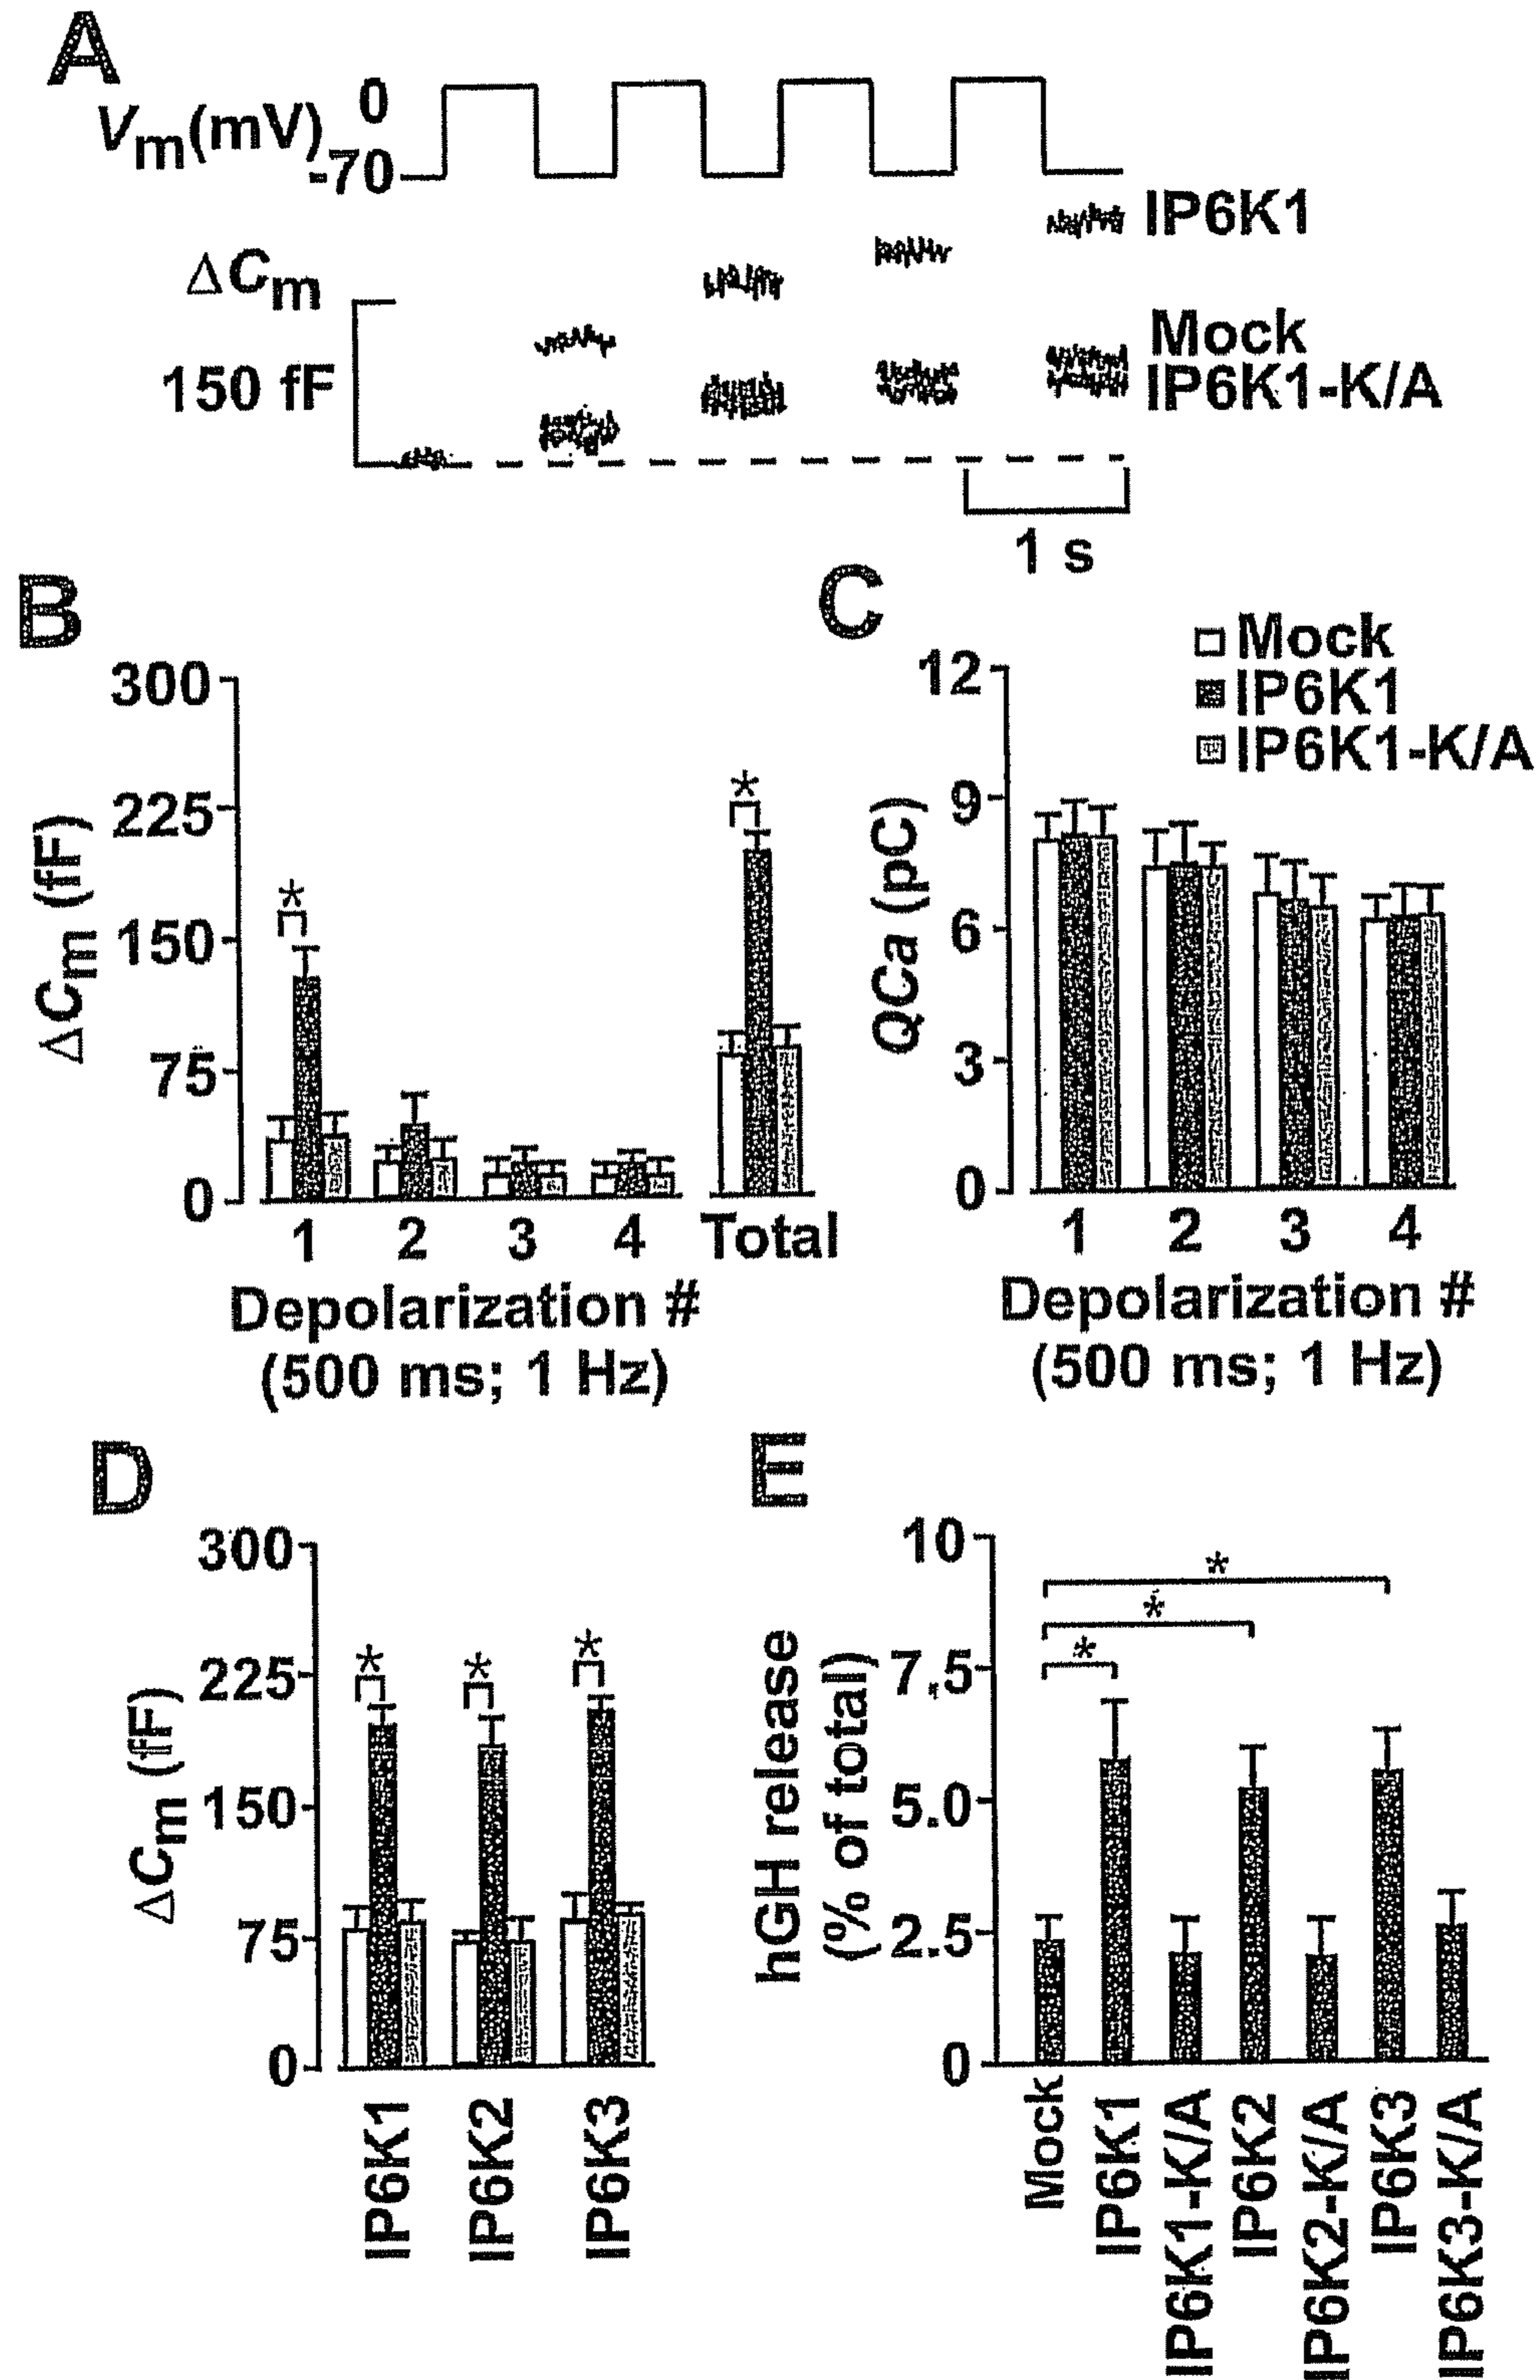 A
Vm(mV)
0
-70
IP6K1
ΔCm
150 fF
Mock
IP6K1-K/A
1 s
B
300
225
150
75
0
ΔCm (fF)
*
*
1 2 3 4 Total
Depolarization #
(500 ms; 1 Hz)
C
Mock
IP6K1
IP6K1-K/A
12
9
6
3
0
QCa (pC)
1 2 3 4
Depolarization #
(500 ms; 1 Hz)
D
300
225
150
75
0
ΔCm (fF)
* * *
IP6K1
IP6K2
IP6K3
E
10
7.5
5.0
2.5
0
hGH release
(% of total)
*
*
*
Mock
IP6K1
IP6K1-K/A
IP6K2
IP6K2-K/A
IP6K3
IP6K3-K/A